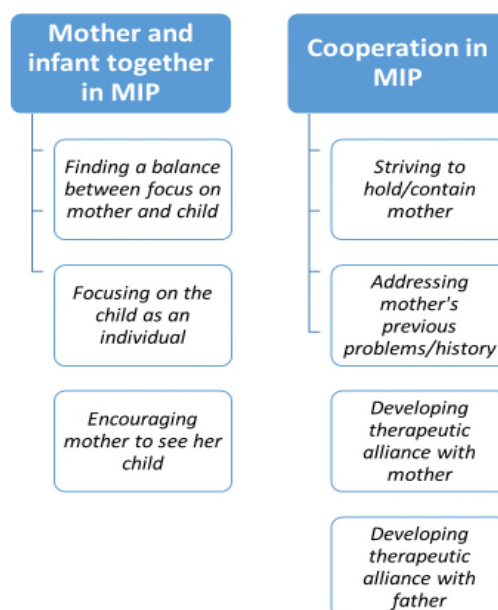 Mother and
infant together
in MIP
Finding a balance
between focus on
mother and child
Focusing on the
child as an
individual
Encouraging
mother to see her
child
Cooperation in
MIP
Striving to
hold/contain
mother
Addressing
mother's
previous
problems/history
Developing
therapeutic
alliance with
mother
Developing
therapeutic
alliance with
father